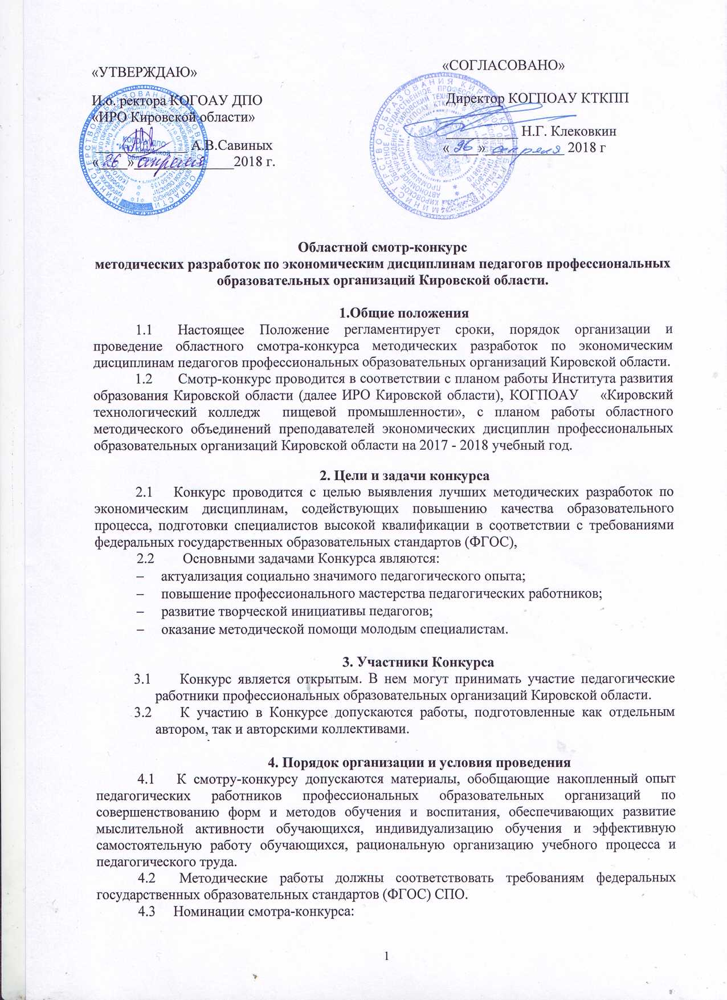 «УТВЕРЖДАЮ»
И.о. ректора КОГОАУ ДПО
«ИРО Кировской области»
А.В.Савиных
«26» апреля 2018 г.
«СОГЛАСОВАНО»
Директор КОГПОАУ КТКПП
Н.Г. Клековкин
«26» апреля 2018 г
КОГОАУ ДПО
"ИРО Кировской
области"
Областной смотр-конкурс
методических разработок по экономическим дисциплинам педагогов профессиональных
образовательных организаций Кировской области.
1.Общие положения
1.1 Настоящее Положение регламентирует сроки, порядок организации и
проведение областного смотра-конкурса методических разработок по экономическим
дисциплинам педагогов профессиональных образовательных организаций Кировской области.
1.2 Смотр-конкурс проводится в соответствии с планом работы Института развития
образования Кировской области (далее ИРО Кировской области), КОГПОАУ «Кировский
технологический колледж пищевой промышленности», с планом работы областного
методического объединений преподавателей экономических дисциплин профессиональных
образовательных организаций Кировской области на 2017 - 2018 учебный год.
2. Цели и задачи конкурса
2.1 Конкурс проводится с целью выявления лучших методических разработок по
экономическим дисциплинам, содействующих повышению качества образовательного
процесса, подготовки специалистов высокой квалификации в соответствии с требованиями
федеральных государственных образовательных стандартов (ФГОС),
2.2 Основными задачами Конкурса являются:
– актуализация социально значимого педагогического опыта;
– повышение профессионального мастерства педагогических работников;
– развитие творческой инициативы педагогов;
– оказание методической помощи молодым специалистам.
3. Участники Конкурса
3.1 Конкурс является открытым. В нем могут принимать участие педагогические
работники профессиональных образовательных организаций Кировской области.
3.2 К участию в Конкурсе допускаются работы, подготовленные как отдельным
автором, так и авторскими коллективами.
4. Порядок организации и условия проведения
4.1 К смотру-конкурсу допускаются материалы, обобщающие накопленный опыт
педагогических работников профессиональных образовательных организаций по
совершенствованию форм и методов обучения и воспитания, обеспечивающих развитие
мыслительной активности обучающихся, индивидуализацию обучения и эффективную
самостоятельную работу обучающихся, рациональную организацию учебного процесса и
педагогического труда.
4.2 Методические работы должны соответствовать требованиям федеральных
государственных образовательных стандартов (ФГОС) СПО.
4.3 Номинации смотра-конкурса:
1